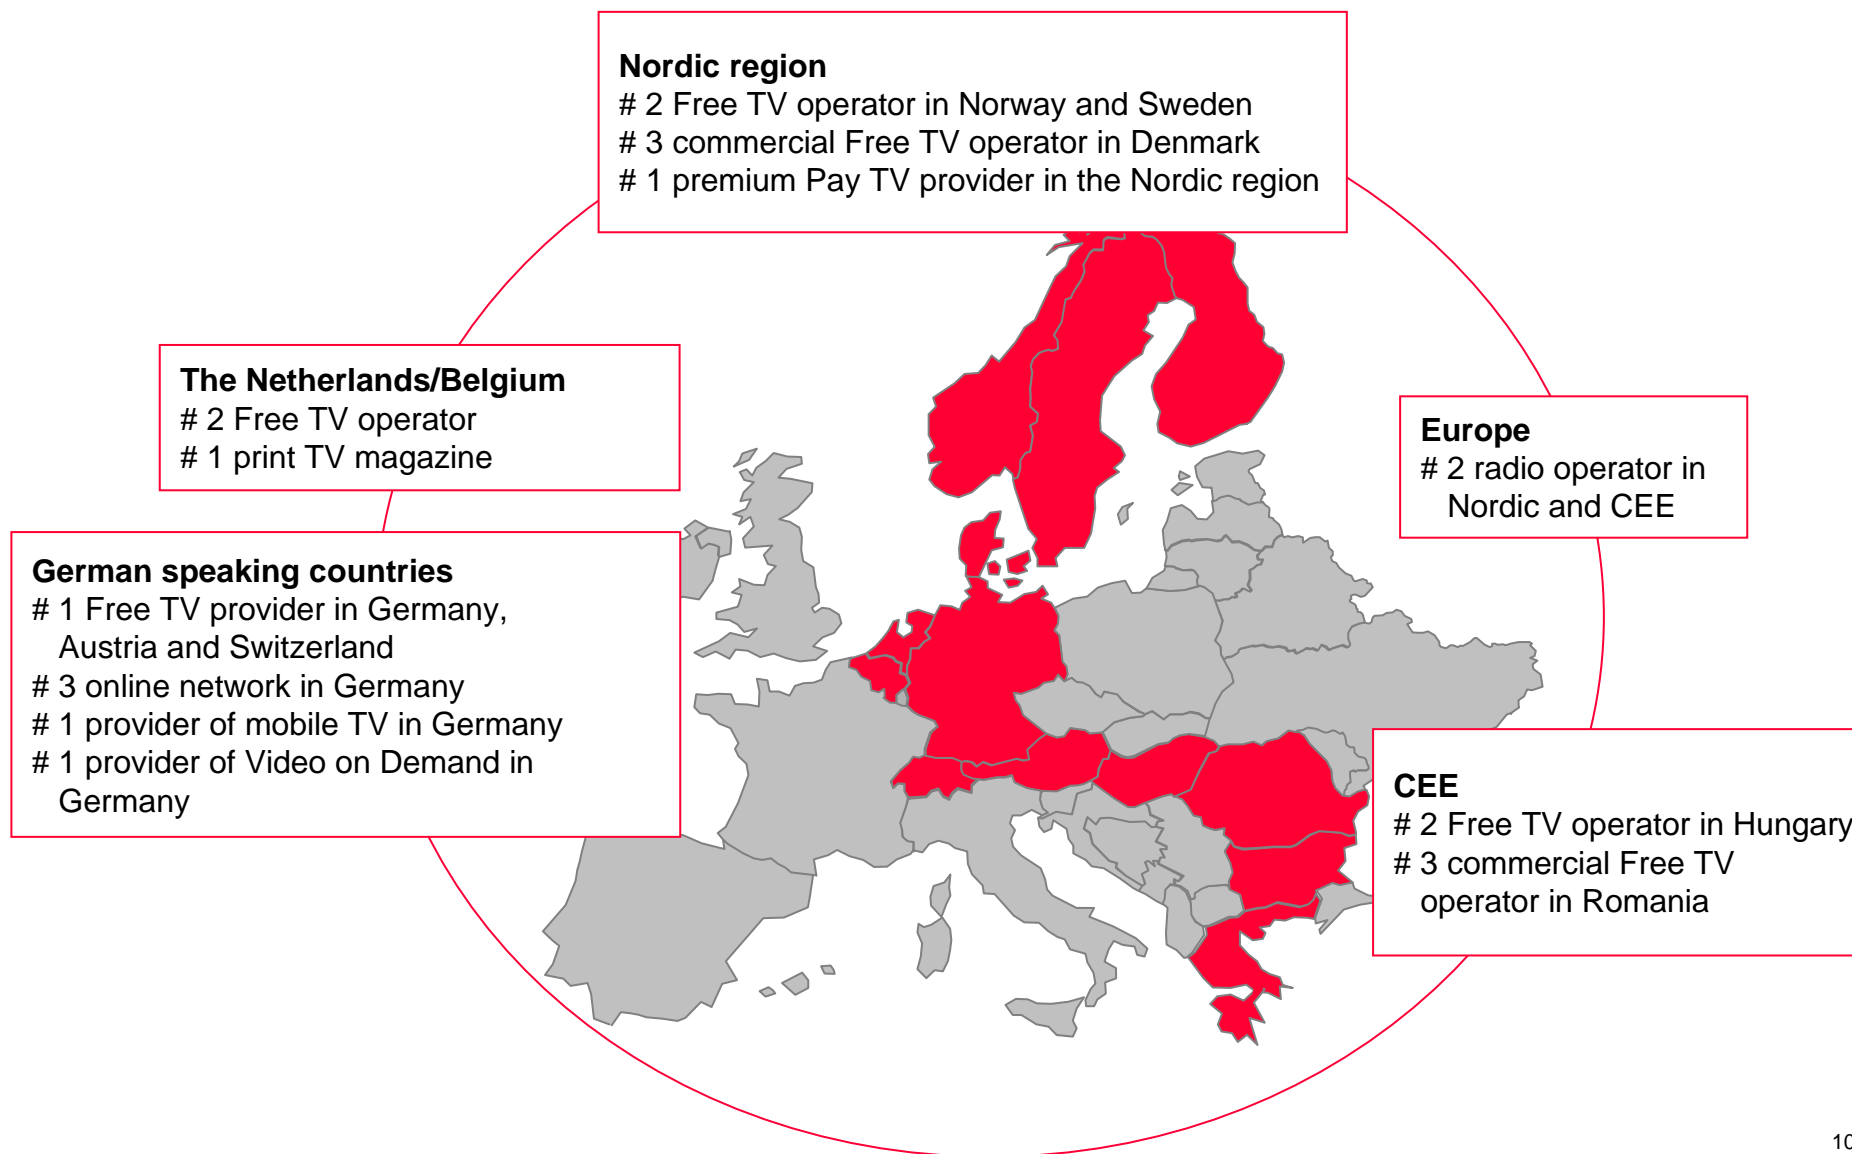 Nordic region
# 2 Free TV operator in Norway and Sweden
# 3 commercial Free TV operator in Denmark
# 1 premium Pay TV provider in the Nordic region
The Netherlands/Belgium
# 2 Free TV operator
# 1 print TV magazine
Europe
# 2 radio operator in
Nordic and CEE
German speaking countries
# 1 Free TV provider in Germany,
Austria and Switzerland
# 3 online network in Germany
# 1 provider of mobile TV in Germany
# 1 provider of Video on Demand in
Germany
CEE
# 2 Free TV operator in Hungary
# 3 commercial Free TV
operator in Romania
10